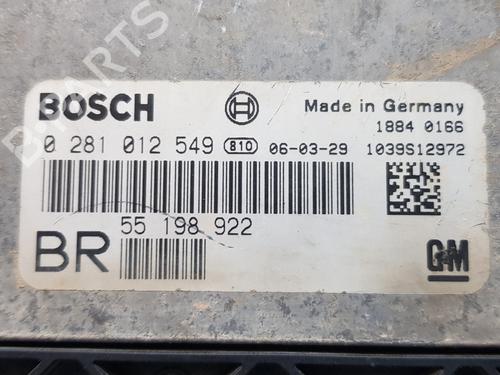 B-PARTS
BOSCH
Made in Germany
1884 0166
0 281 012 549 810 06-03-29 1039S12972
55 198 922
BR
GM